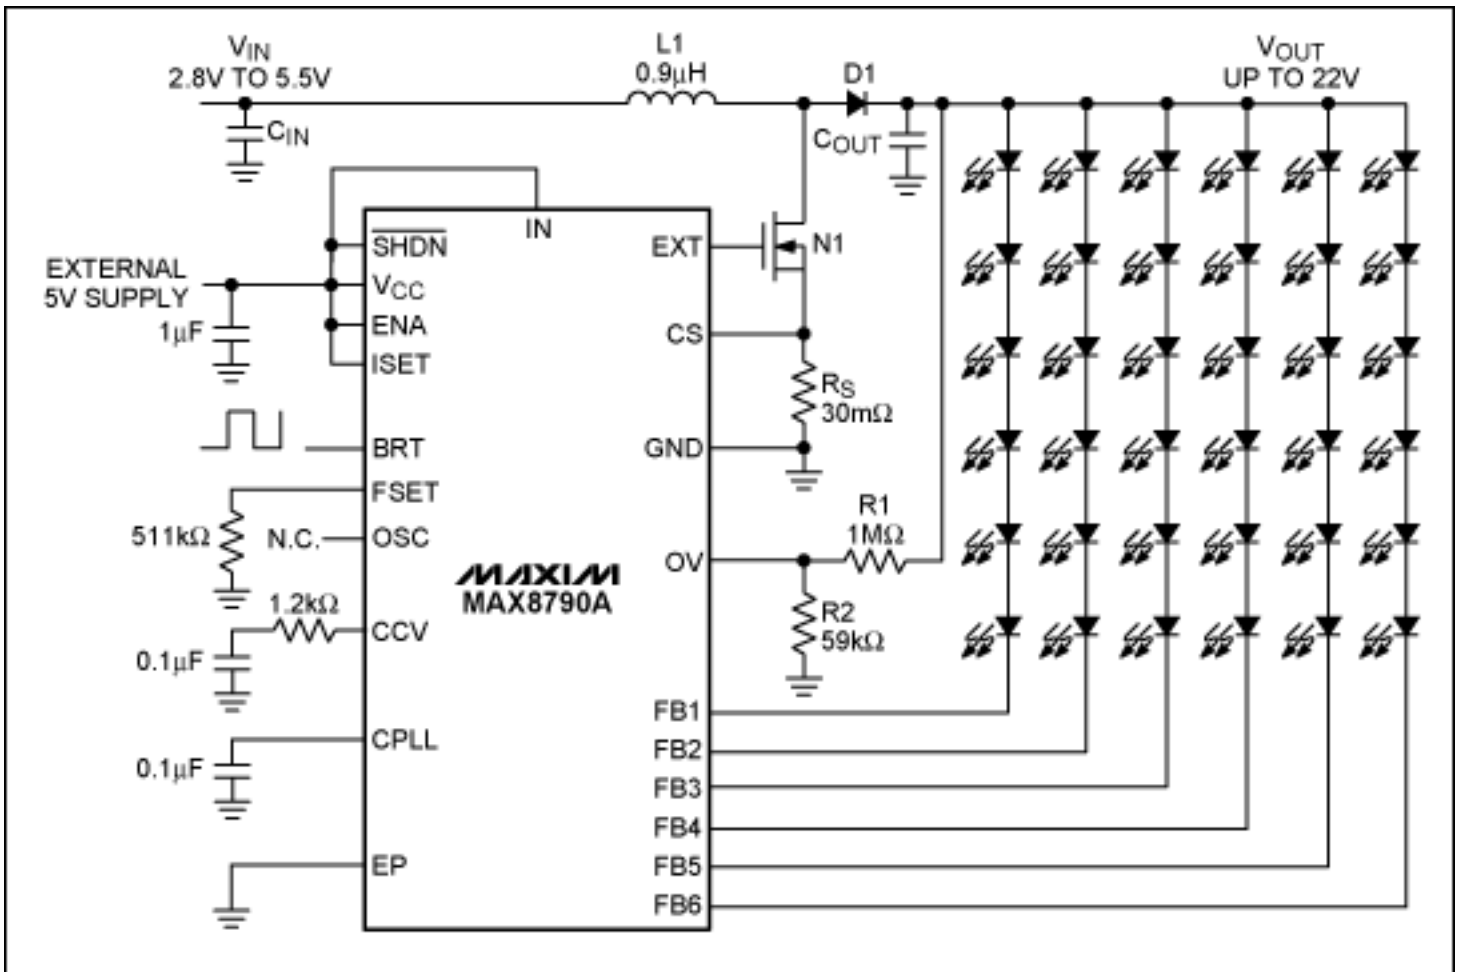 VIN
2.8V TO 5.5V
L1
0.9µH
D1
VOUT
UP TO 22V
CIN
COUT
IN
SHDN
EXT
N1
EXTERNAL
5V SUPPLY
VCC
1µF
ENA
CS
ISET
RS
30mΩ
BRT
GND
FSET
511kΩ
N.C.
OSC
R1
1MΩ
OV
MAXIM
MAX8790A
1.2kΩ
CCV
0.1µF
R2
59kΩ
FB1
CPLL
0.1µF
FB2
FB3
FB4
EP
FB5
FB6